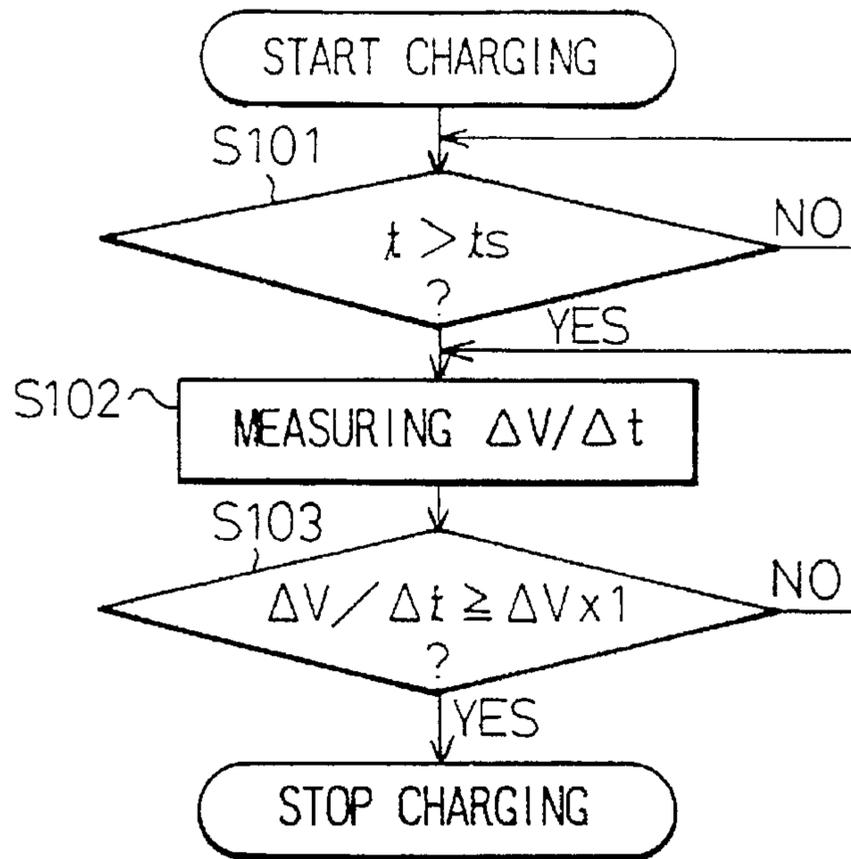 START CHARGING
S101
t > ts
?
NO
YES
S102
MEASURING ΔV/Δt
S103
ΔV/Δt ≧ ΔVx1
?
NO
YES
STOP CHARGING